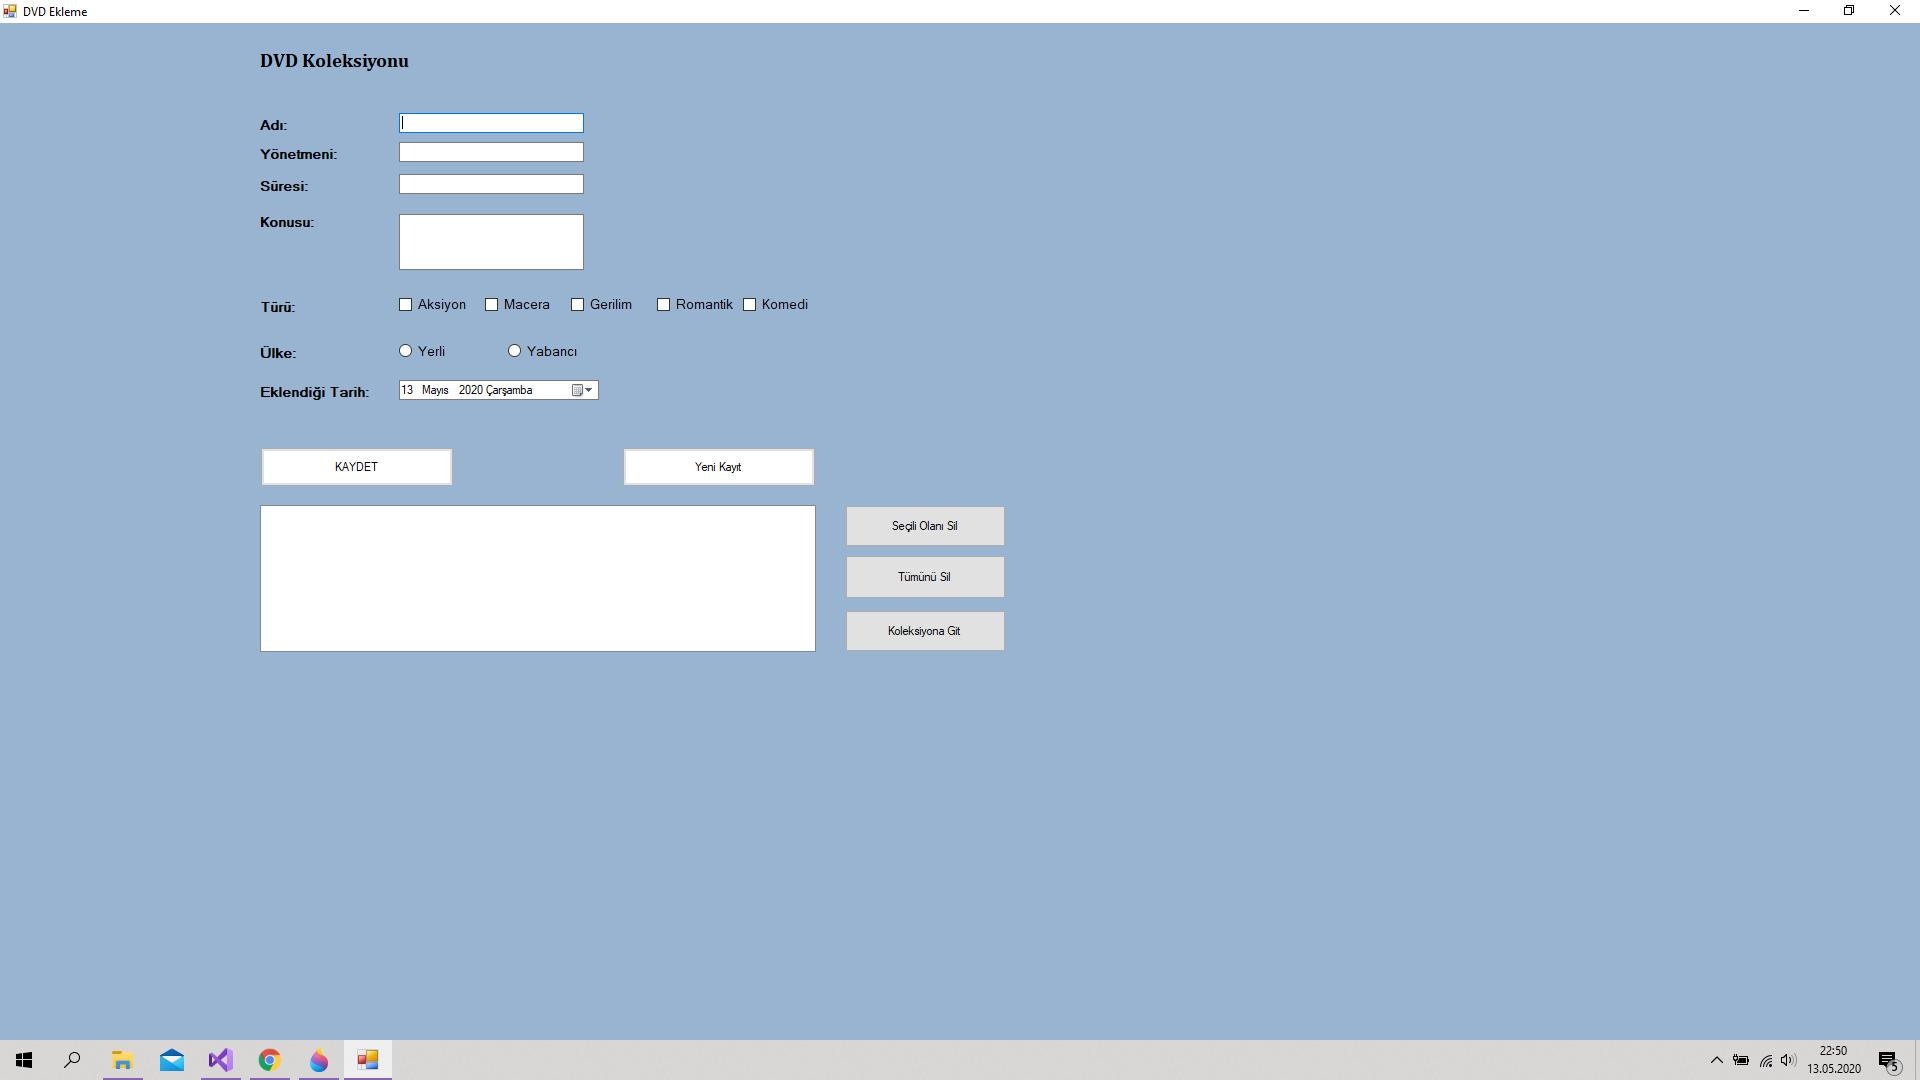 DVD Ekleme
DVD Koleksiyonu
Adı:
Yönetmeni:
Süresi:
Konusu:
Türü: Aksiyon Macera Gerilim Romantik Komedi
Ülke: Yerli Yabancı
Eklendiği Tarih: 13 Mayıs 2020 Çarşamba
KAYDET Yeni Kayıt
Seçili Olanı Sil
Tümünü Sil
Koleksiyona Git
22:50
13.05.2020
5